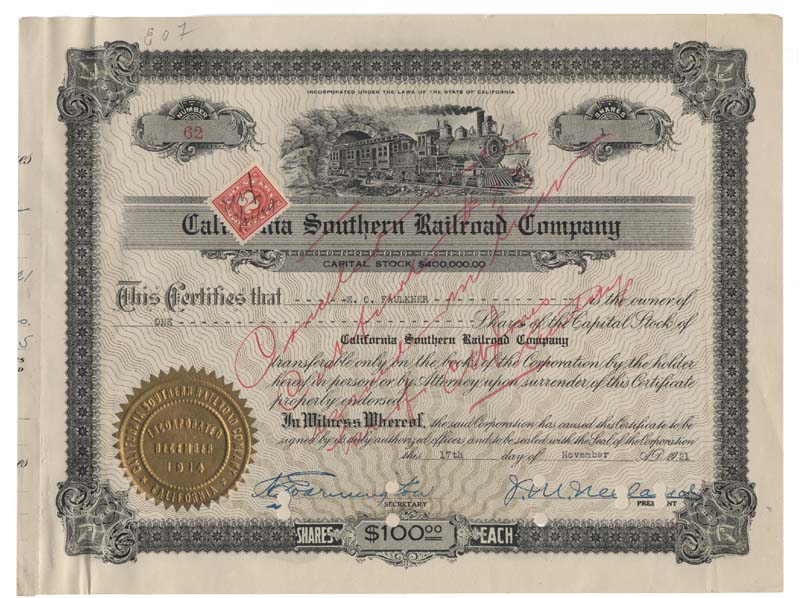 E 0 7
INCORPORATED UNDER THE LAWS OF THE STATE OF CALIFORNIA
NUMBER
SHARES
62
California Southern Railroad Company
CAPITAL STOCK $400,000.00
This Certifies that ---E. C. FAULKNER--- is the owner of
ONE--- Shares of the Capital Stock of
California Southern Railroad Company
transferable only on the books of the Corporation by the holder
hereof in person or by Attorney upon surrender of this Certificate
properly endorsed.
In Witness Whereof, the said Corporation has caused this Certificate to be
signed by its duly authorized officers and to be sealed with the Seal of the Corporation
this 17th day of November A.D. 1921
CALIFORNIA SOUTHERN RAILROAD COMPANY
INCORPORATED
DECEMBER
1914
CALIFORNIA
SECRETARY
PRES NT
SHARES $100.00 EACH